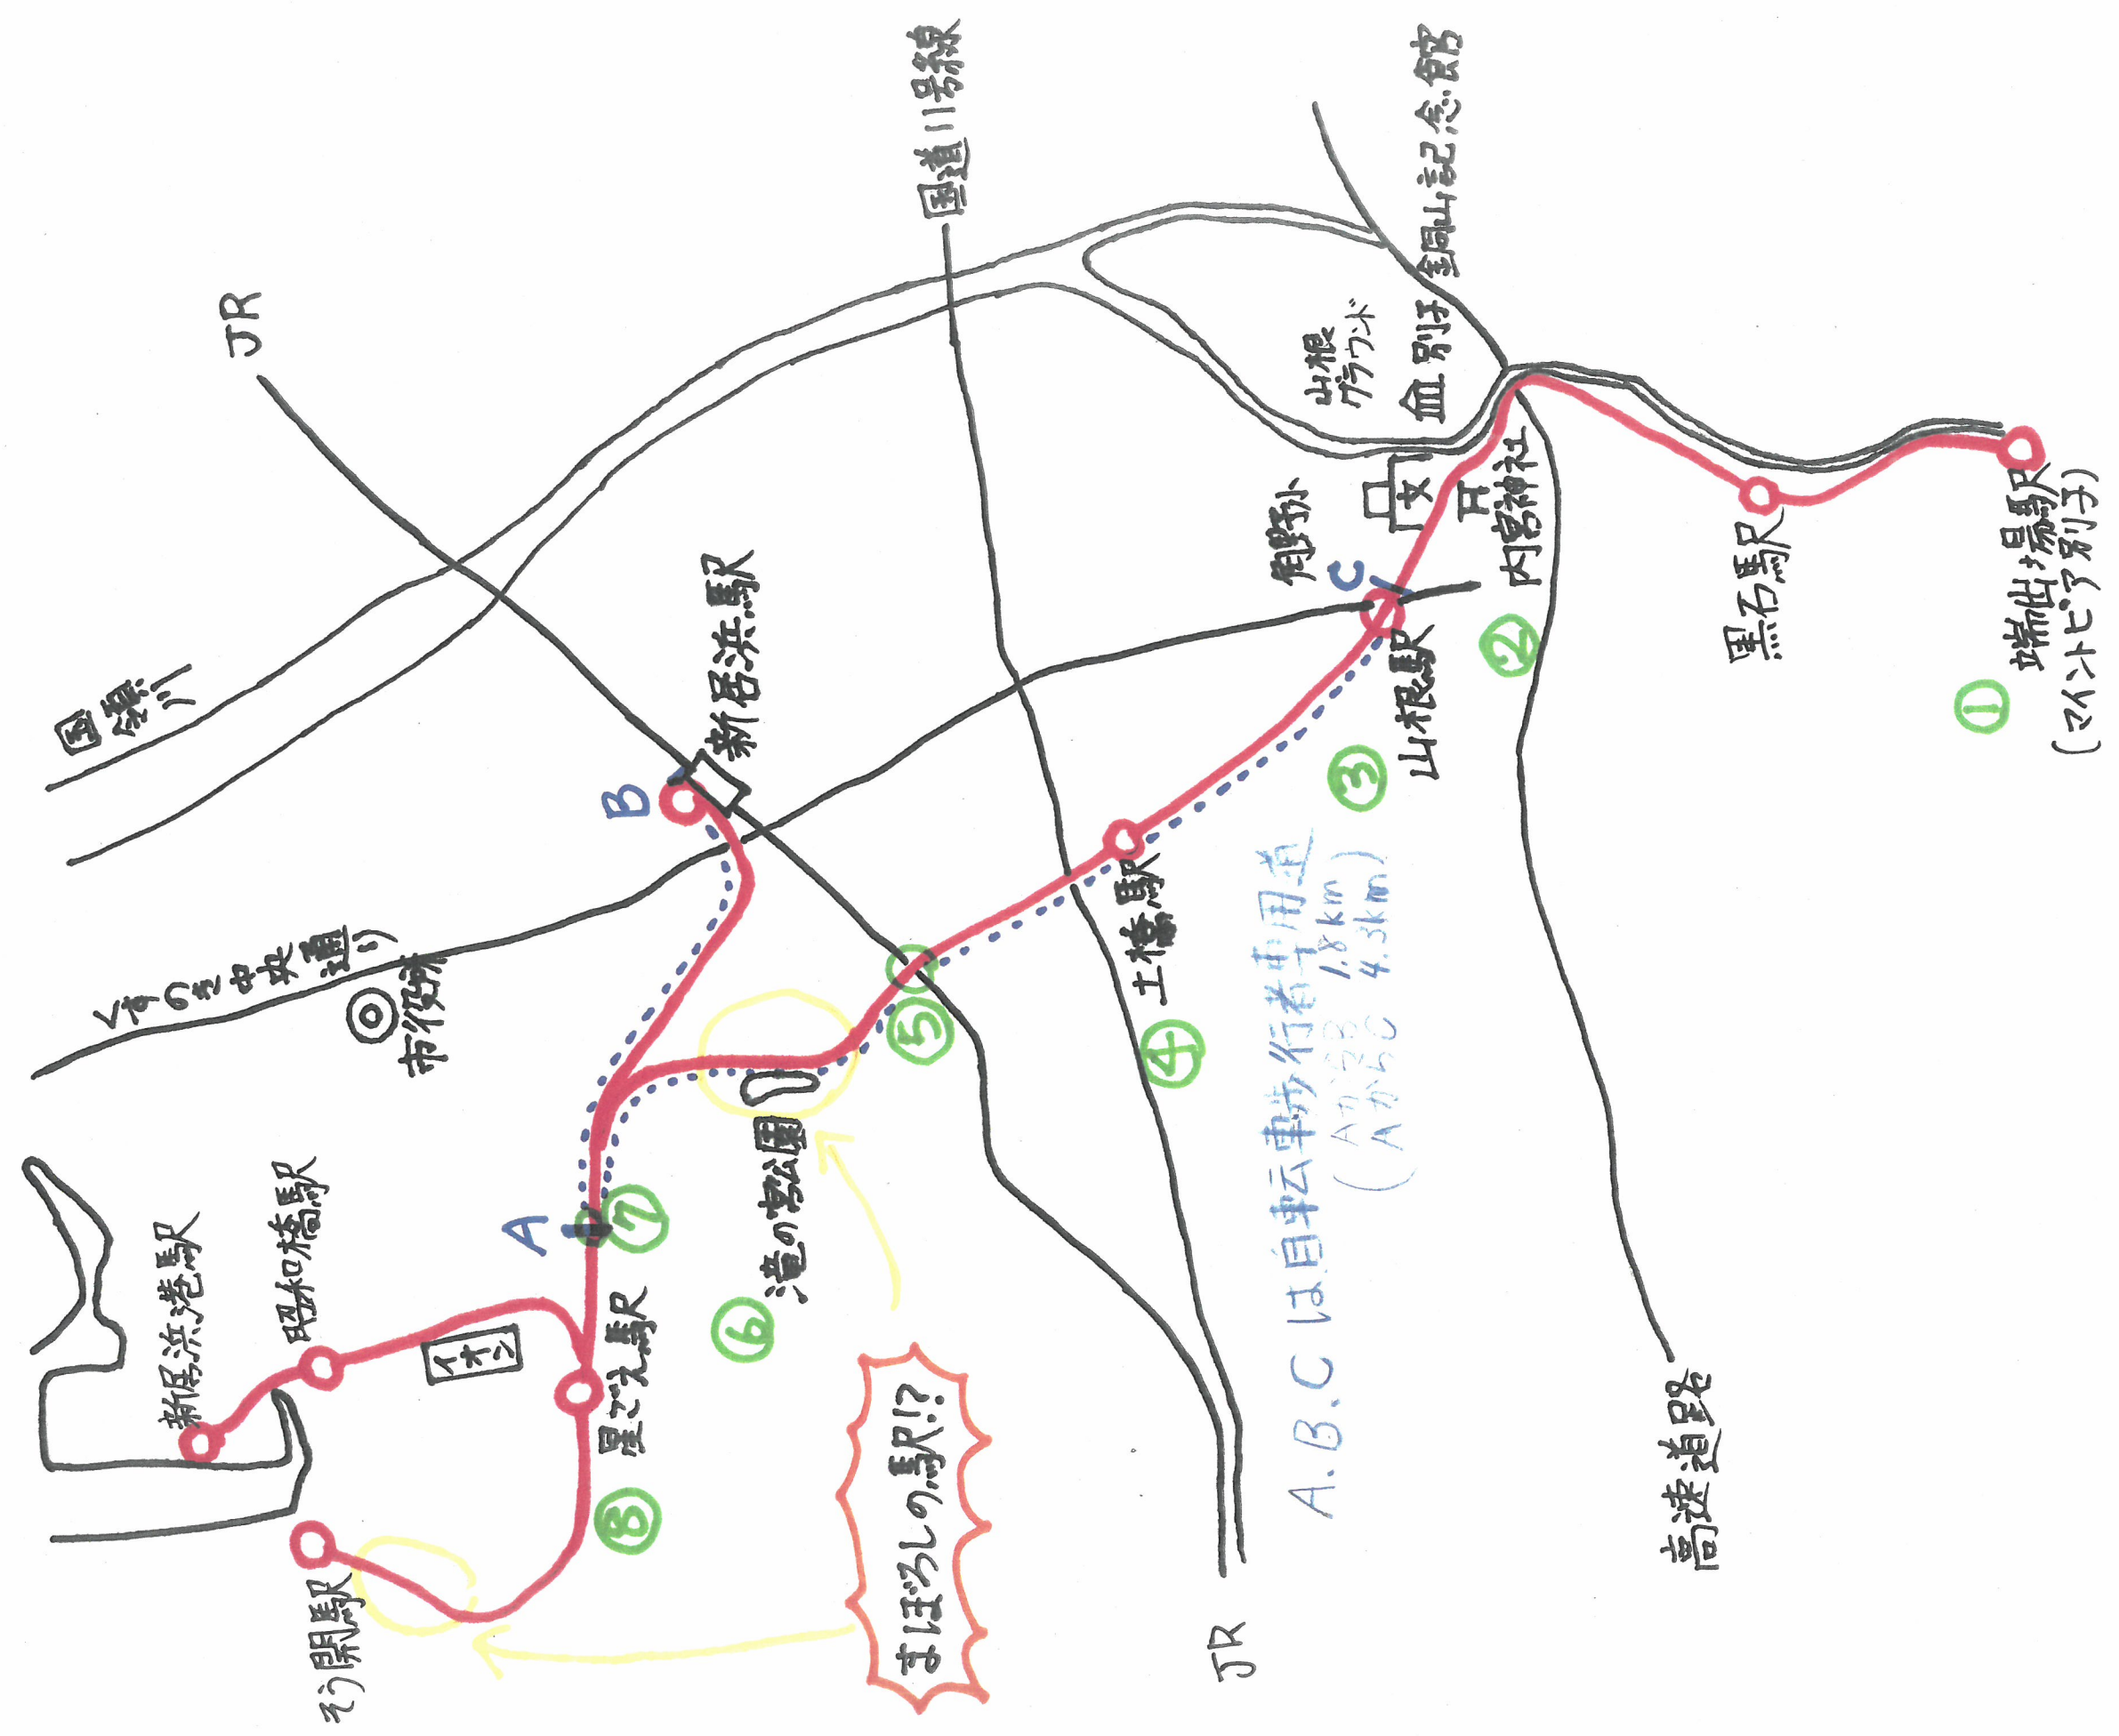 新居浜港駅
昭和橋駅
イオン
そう開駅
星ごえ駅
くすの き 中央 通り
市役所
国領川
JR
国道11号線
B
新居浜駅
A
⑦
⑧
⑥
滝の宮公園
⑤
まぼろしの駅!?
土橋駅
④
山根
グラウンド
別子銅山記念館
角野小
C
文
内宮神社
山根駅
③
②
黒石駅
①
端出場駅
(マイントピア別子)
A.B.Cは自転車歩行者専用道
(AからB 1.8km
AからC 4.3km)
JR
高速道路